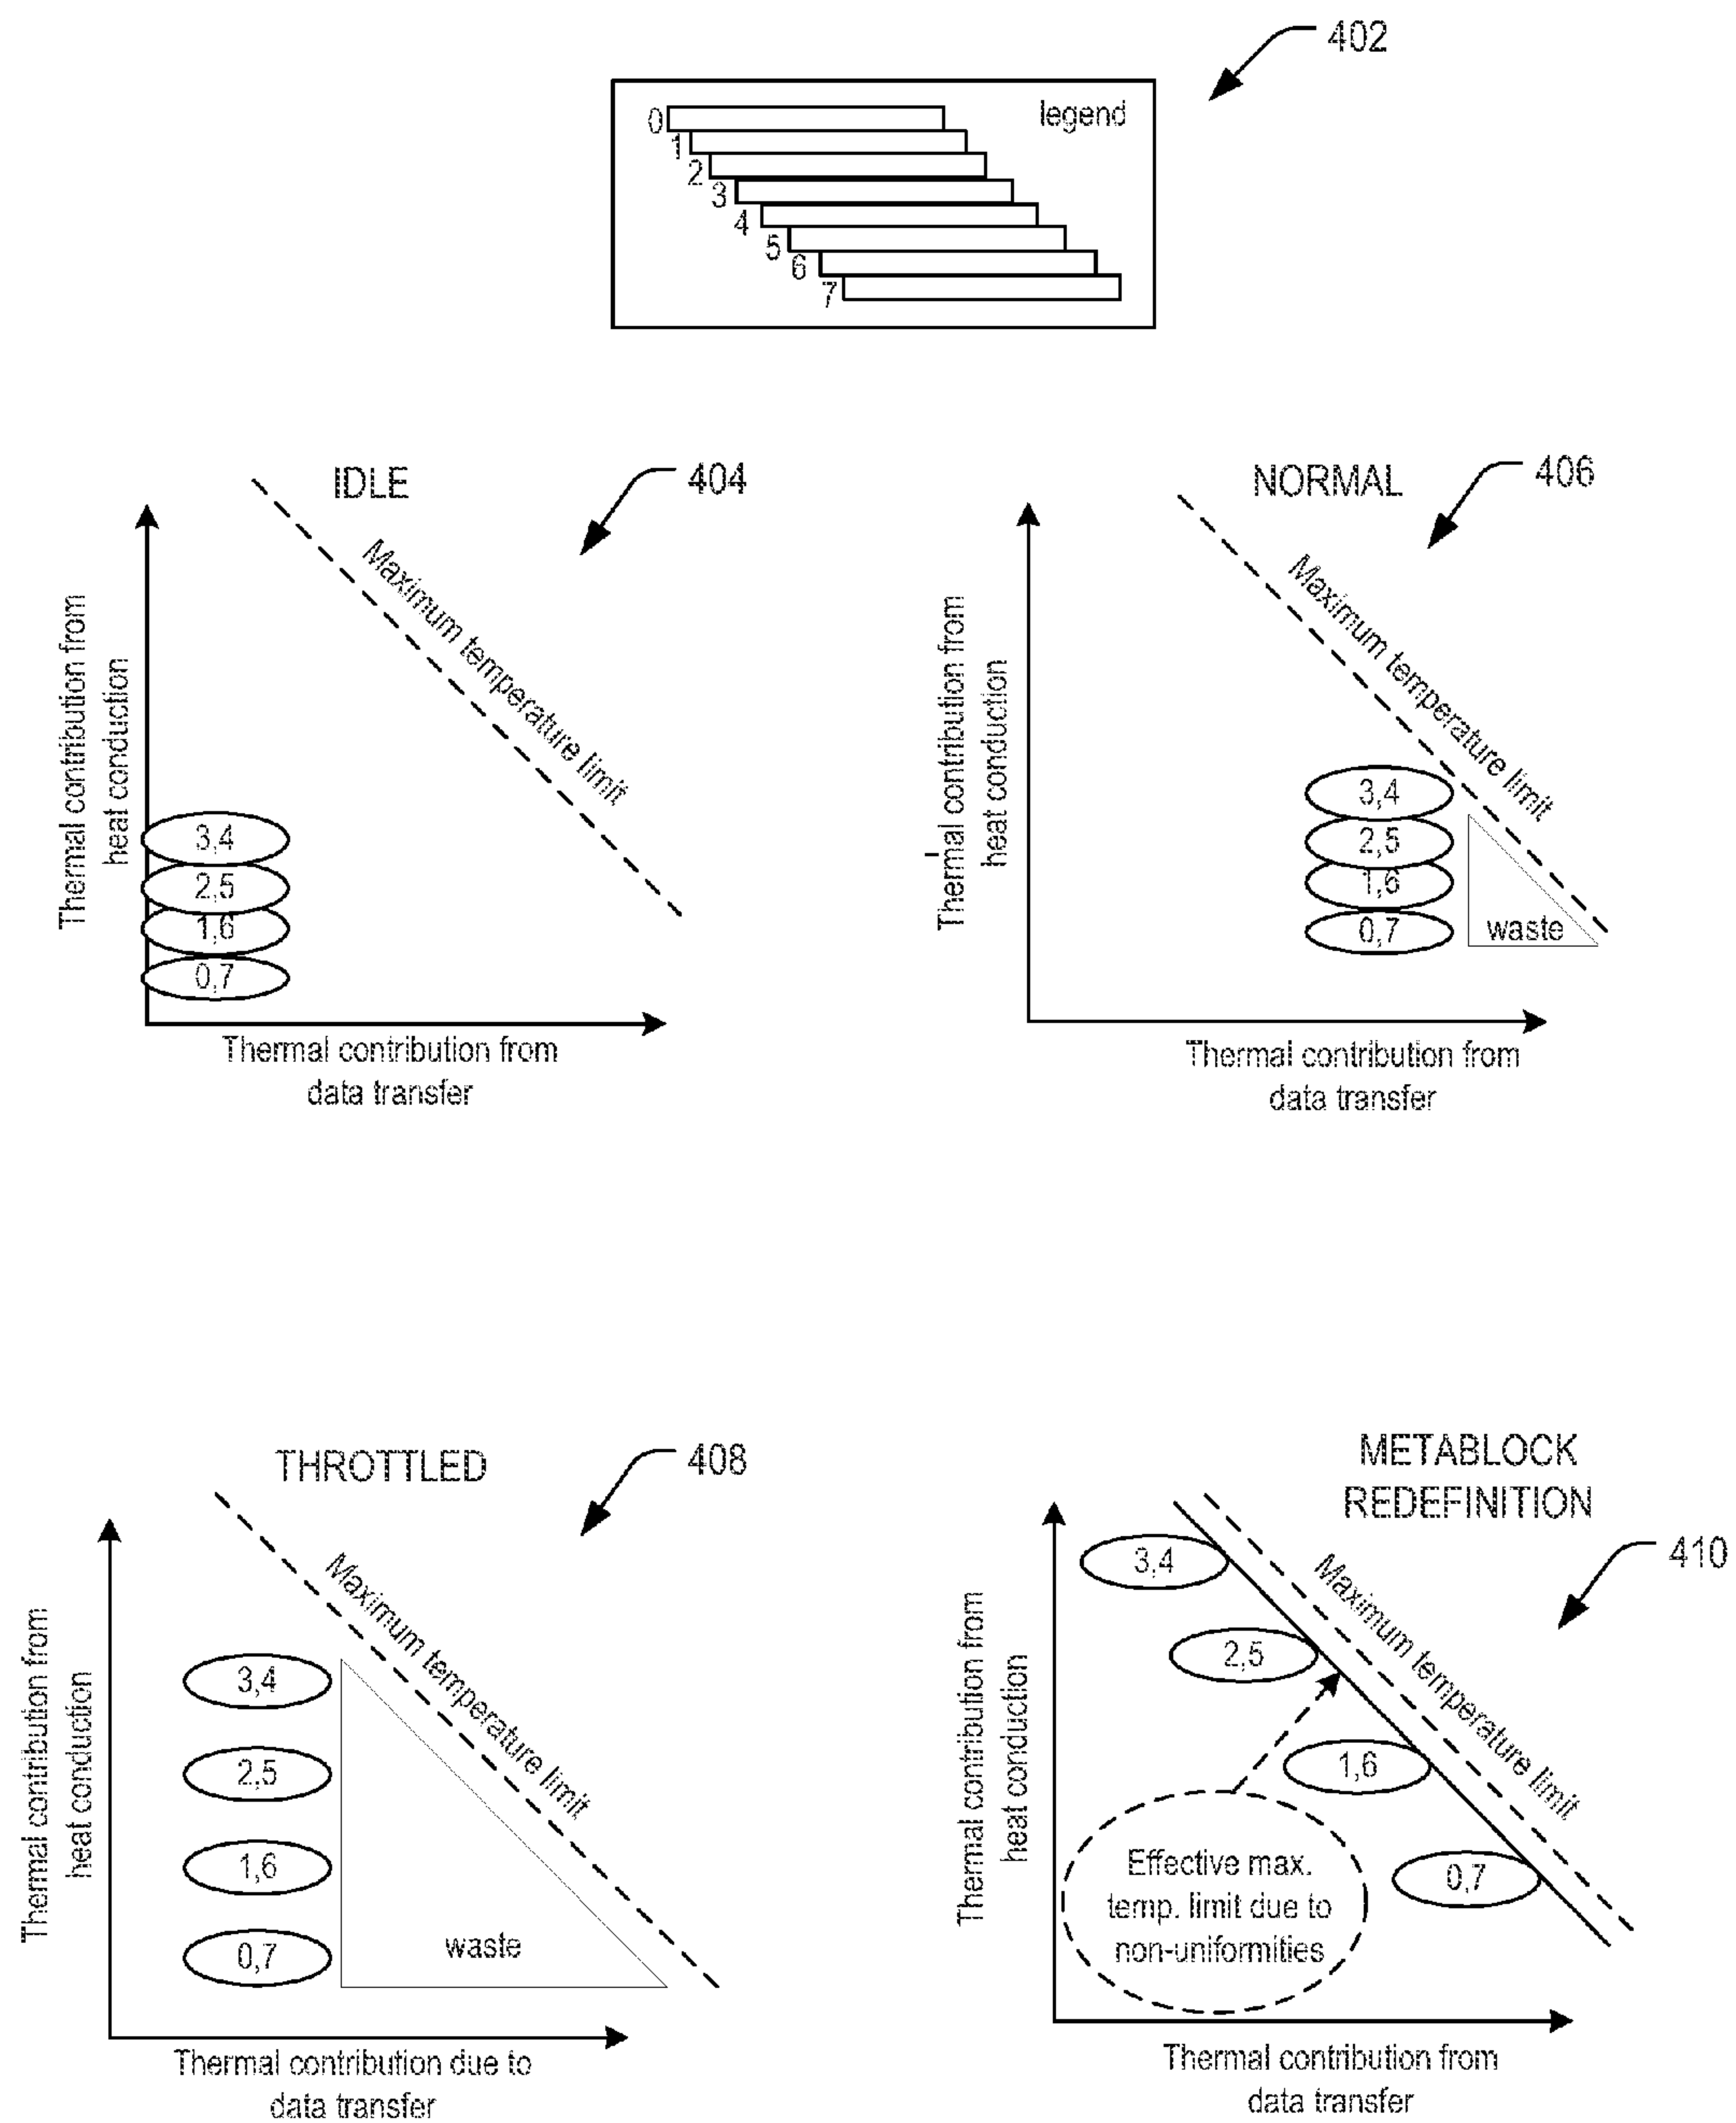 402
legend
0
1
2
3
4
5
6
7
IDLE
404
Maximum temperature limit
Thermal contribution from
heat conduction
3,4
2,5
1,6
0,7
Thermal contribution from
data transfer
NORMAL
406
Maximum temperature limit
Thermal contribution from
heat conduction
3,4
2,5
1,6
0,7
waste
Thermal contribution from
data transfer
THROTTLED
408
Maximum temperature limit
Thermal contribution from
heat conduction
3,4
2,5
1,6
0,7
waste
Thermal contribution due to
data transfer
METABLOCK
REDEFINITION
410
Maximum temperature limit
Thermal contribution from
heat conduction
3,4
2,5
1,6
0,7
Effective max.
temp. limit due to
non-uniformities
Thermal contribution from
data transfer